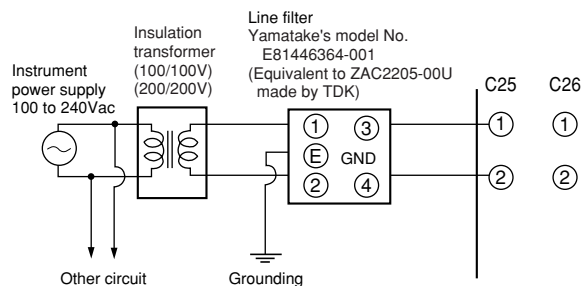 Line filter
Yamatake's model No.
E81446364-001
(Equivalent to ZAC2205-00U
made by TDK)
Insulation
transformer
(100/100V)
(200/200V)
Instrument
power supply
100 to 240Vac
C25 C26
1 3
E GND
2 4
1 1
2 2
Other circuit
Grounding